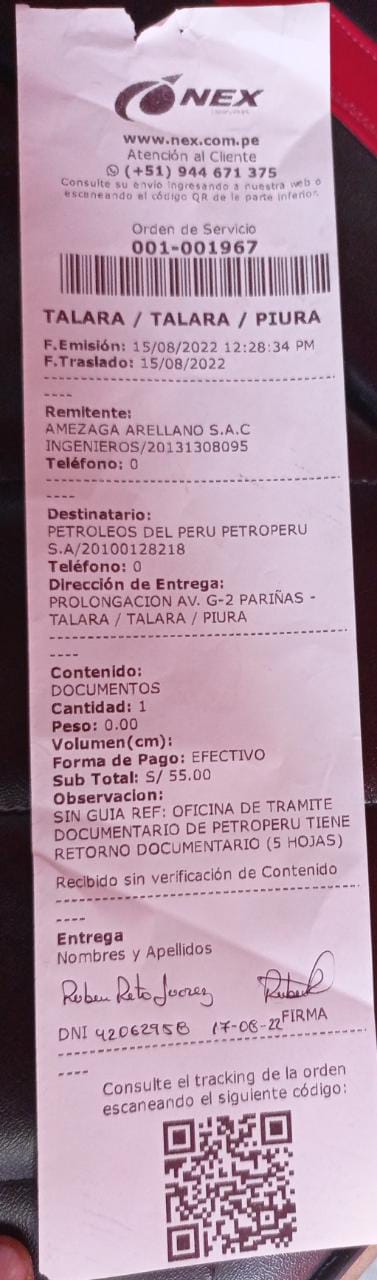 NEX
www.nex.com.pe
Atención al Cliente
(+51) 944 671 375
Consulte su envio ingresando a nuestra web o
escaneando el código QR de le parte inferior.
Orden de Servicio
001-001967
TALARA / TALARA / PIURA
F.Emisión: 15/08/2022 12:28:34 PM
F.Traslado: 15/08/2022
----
Remitente:
AMEZAGA ARELLANO S.A.C
INGENIEROS/20131308095
Teléfono: 0
----
Destinatario:
PETROLEOS DEL PERU PETROPERU
S.A/20100128218
Teléfono: 0
Dirección de Entrega:
PROLONGACION AV. G-2 PARIÑAS -
TALARA / TALARA / PIURA
----
Contenido:
DOCUMENTOS
Cantidad: 1
Peso: 0.00
Volumen(cm):
Forma de Pago: EFECTIVO
Sub Total: S/ 55.00
Observacion:
SIN GUIA REF: OFICINA DE TRAMITE
DOCUMENTARIO DE PETROPERU TIENE
RETORNO DOCUMENTARIO (5 HOJAS)
Recibido sin verificación de Contenido
----
Entrega
Nombres y Apellidos
Ruben Reto Juarez
DNI 42062958 17-08-22 FIRMA
----
Consulte el tracking de la orden
escaneando el siguiente código: